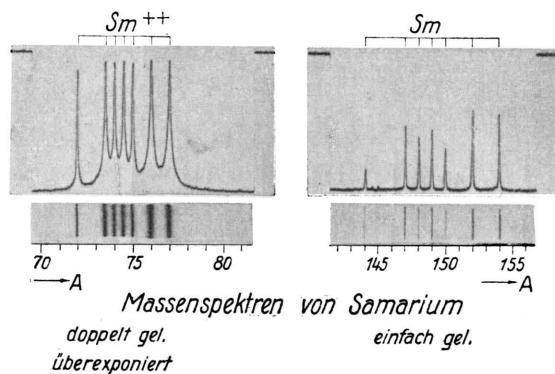 Sm++
Sm
70 75 80
A
145 150 155
A
Massenspektren von Samarium
doppelt gel.
überexponiert
einfach gel.